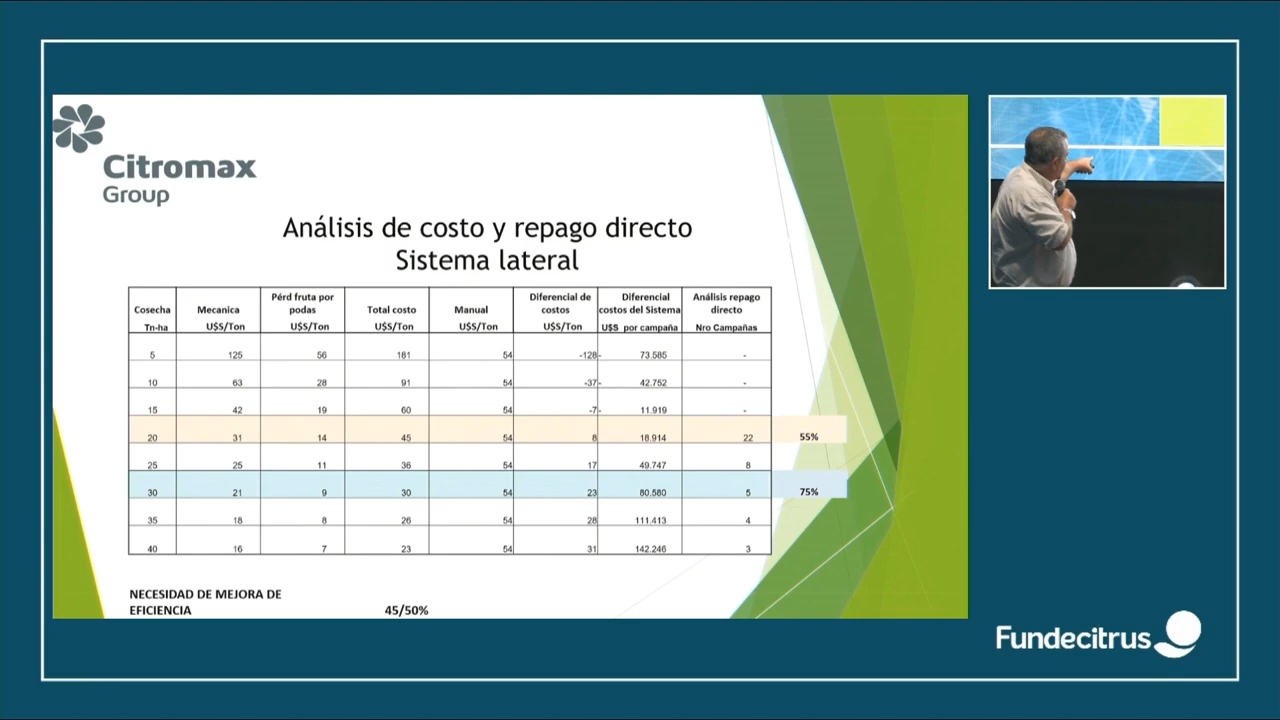 Citromax
Group
Análisis de costo y repago directo
Sistema lateral
Cosecha Tn-ha | Mecanica U$S/Ton | Pérd fruta por podas U$S/Ton | Total costo U$S/Ton | Manual U$S/Ton | Diferencial de costos U$S/Ton | Diferencial costos del Sistema U$S por campaña | Análisis repago directo Nro Campañas
5 125 56 181 54 -128 - 73.585 -
10 63 28 91 54 -37 - 42.752 -
15 42 19 60 54 -7 - 11.919 -
20 31 14 45 54 8 18.914 22 55%
25 25 11 36 54 17 49.747 8
30 21 9 30 54 23 80.580 5 75%
35 18 8 26 54 28 111.413 4
40 16 7 23 54 31 142.246 3
NECESIDAD DE MEJORA DE
EFICIENCIA 45/50%
Fundecitrus